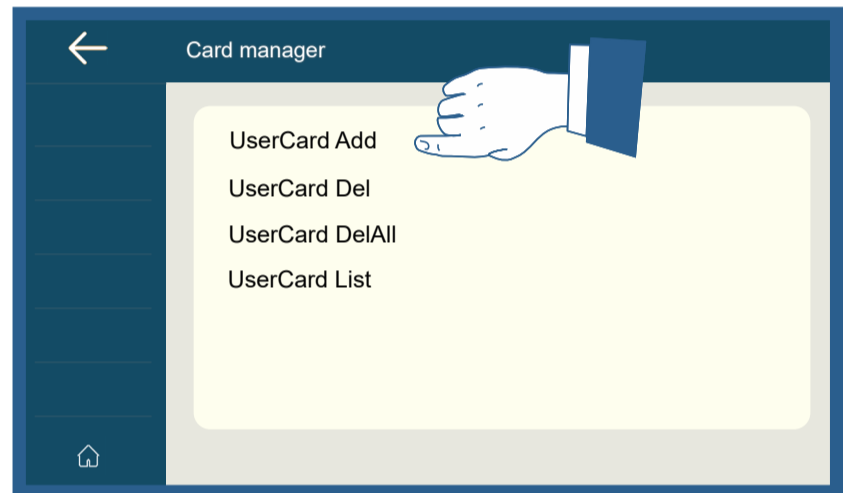 Card manager
UserCard Add
UserCard Del
UserCard DelAll
UserCard List